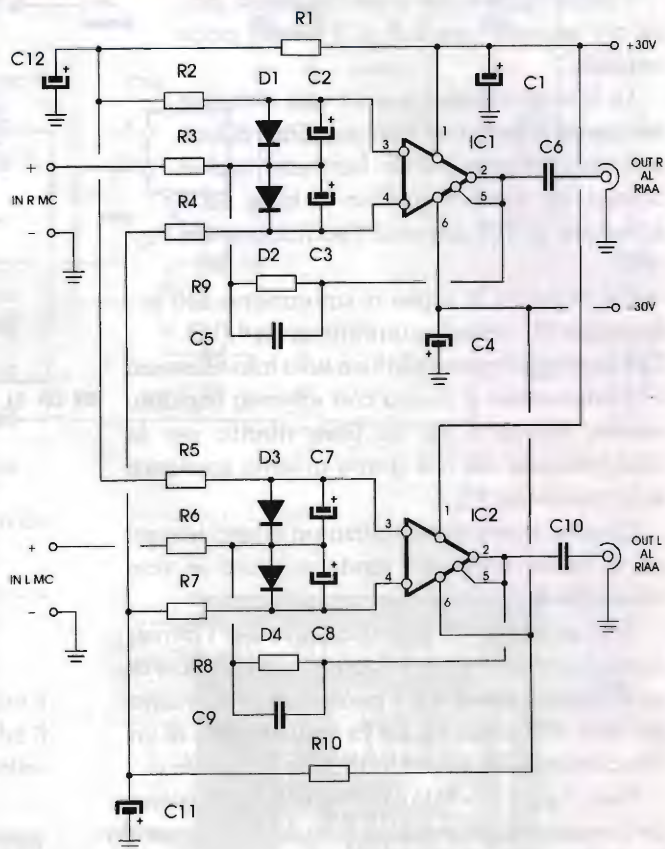 R1
+30V
C12
C1
R2 D1 C2
1
IC1
C6
R3
3
2
+
5
OUT R
AL
RIAA
IN R MC
R4
4
-
6
D2 C3
R9
-30V
C5
C4
R5 D3 C7
1
IC2
C10
R6
3
2
+
5
OUT L
AL
RIAA
IN L MC
R7
4
-
6
R8 D4 C8
C9
R10
C11